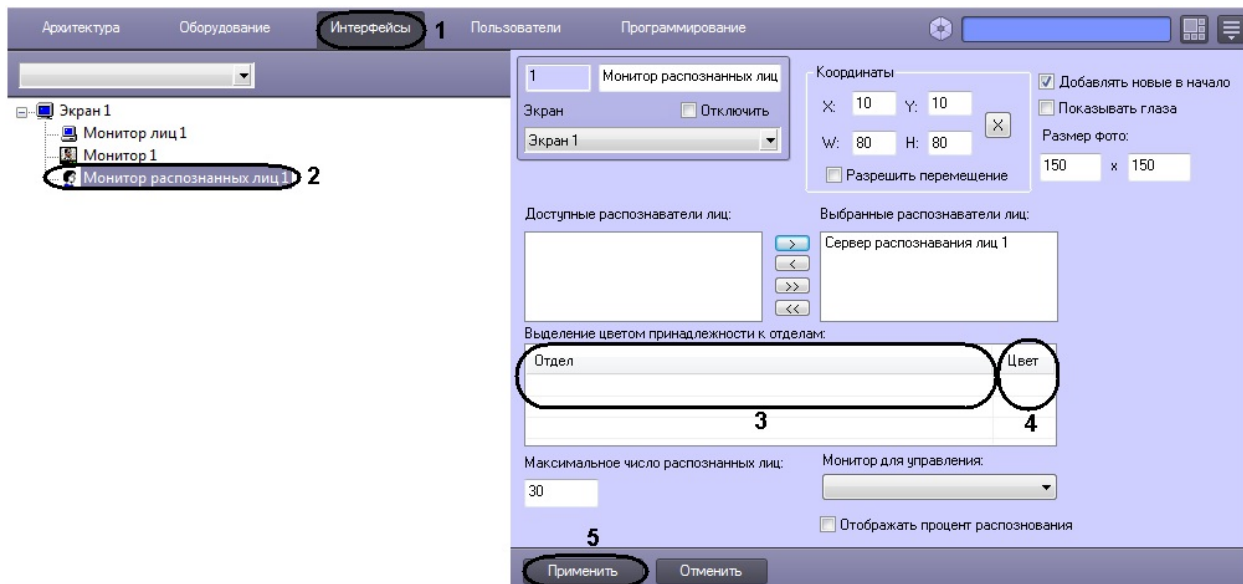 Архитектура Оборудование Интерфейсы 1 Пользователи Программирование
Экран 1
Монитор лиц 1
Монитор 1
Монитор распознанных лиц 1 2
1 Монитор распознанных лиц
Экран Отключить
Экран 1
Координаты
X: 10 Y: 10
W: 80 H: 80
X
Разрешить перемещение
Добавлять новые в начало
Показывать глаза
Размер фото:
150 x 150
Доступные распознаватели лиц:
>
<
>>
<<
Выбранные распознаватели лиц:
Сервер распознавания лиц 1
Выделение цветом принадлежности к отделам:
Отдел Цвет
3 4
Максимальное число распознанных лиц:
30
Монитор для управления:
Отображать процент распознования
5
Применить Отменить